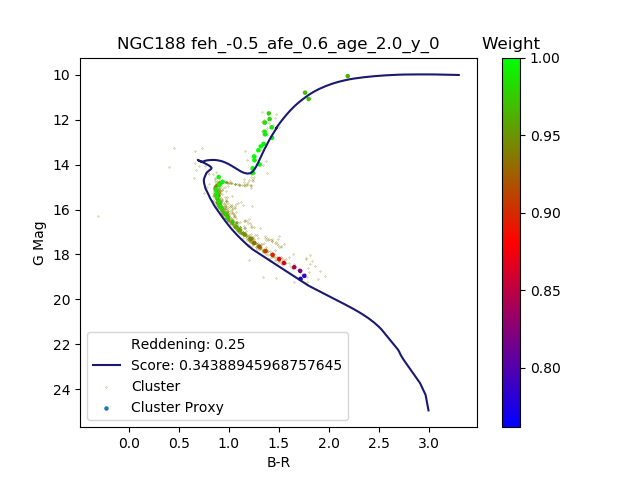 NGC188 feh_-0.5_afe_0.6_age_2.0_y_0
Weight
10
12
14
16
18
20
22
24
G Mag
0.0 0.5 1.0 1.5 2.0 2.5 3.0
B-R
Reddening: 0.25
Score: 0.34388945968757645
Cluster
Cluster Proxy
1.00
0.95
0.90
0.85
0.80